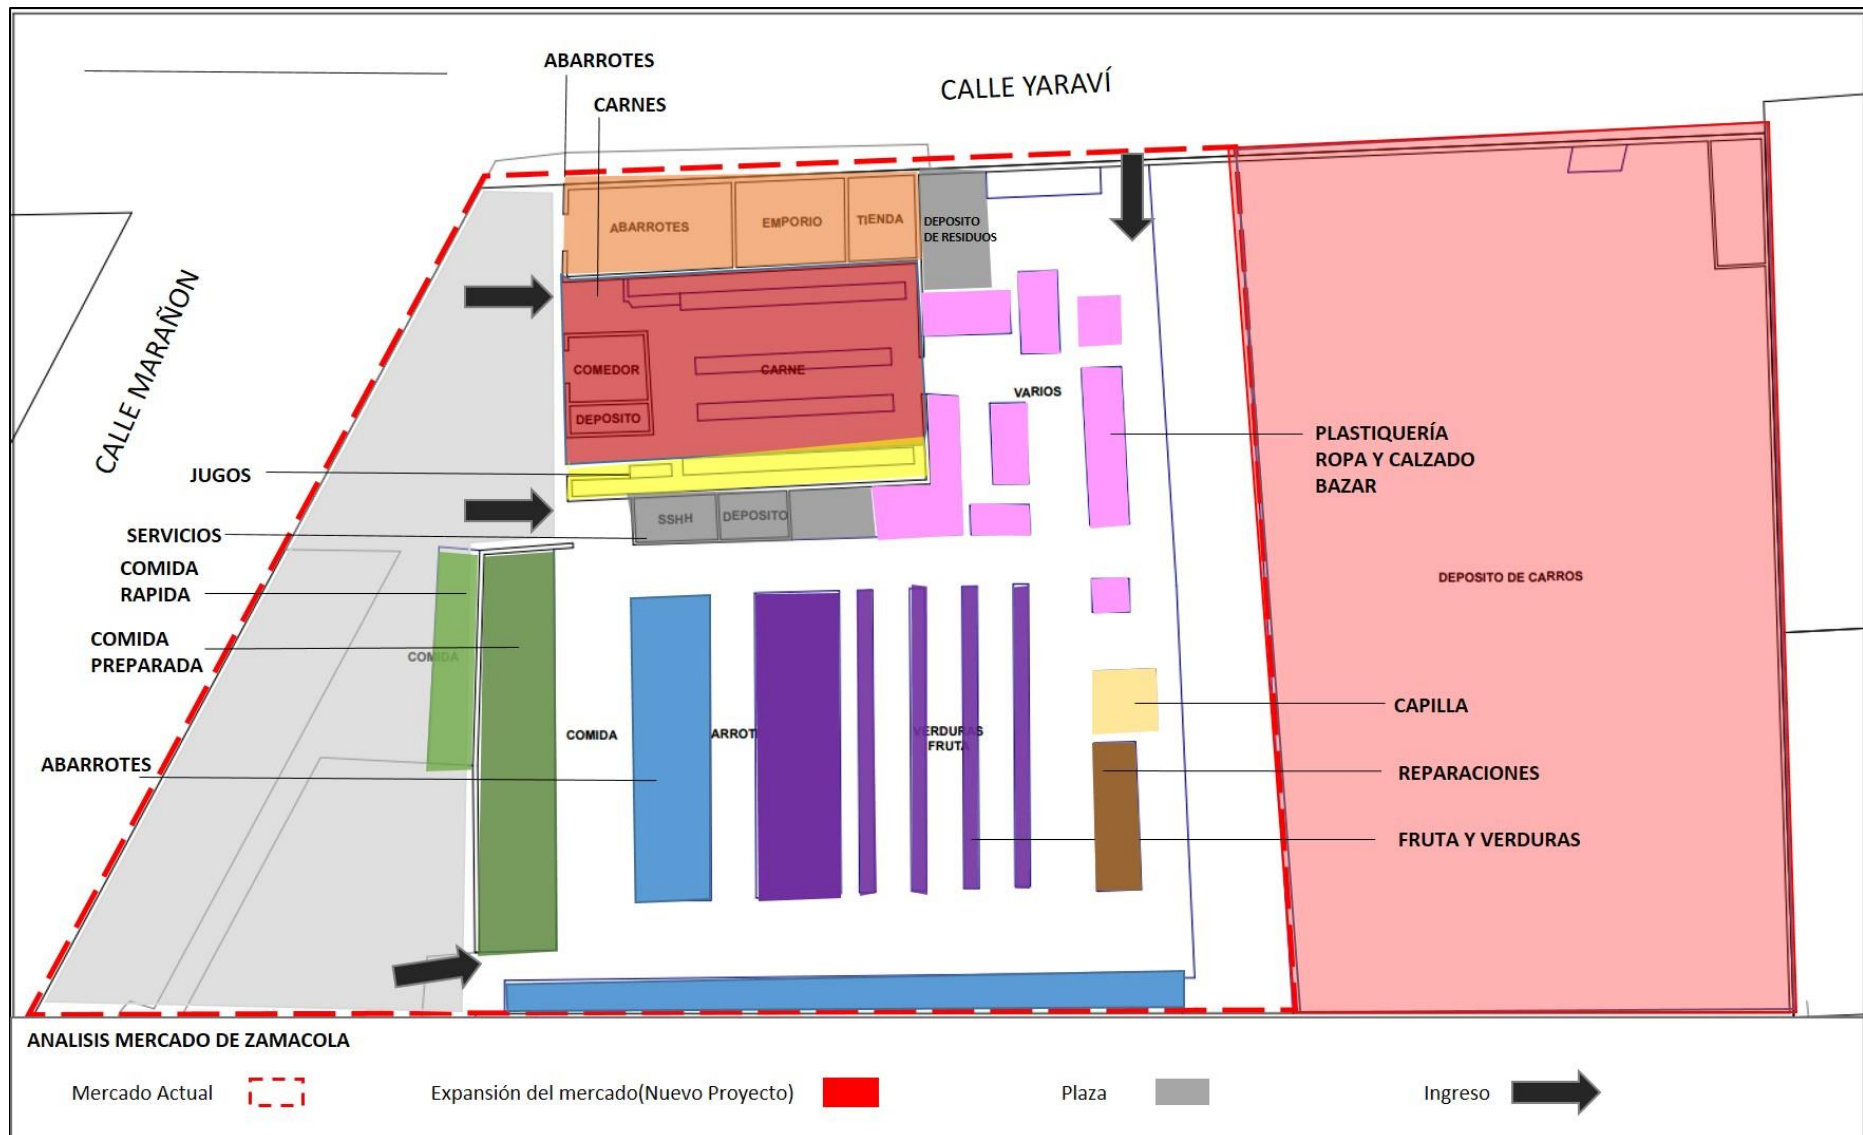 ABARROTES
CARNES
CALLE YARAVÍ
CALLE MARAÑON
ABARROTES
EMPORIO
TIENDA
DEPOSITO
DE RESIDUOS
COMEDOR
CARNE
DEPOSITO
VARIOS
JUGOS
PLASTIQUERÍA
ROPA Y CALZADO
BAZAR
SSHH
DEPOSITO
SERVICIOS
COMIDA
RAPIDA
DEPOSITO DE CARROS
COMIDA
PREPARADA
COMIDA
CAPILLA
COMIDA
ARROT
VERDURAS
FRUTA
ABARROTES
REPARACIONES
FRUTA Y VERDURAS
ANALISIS MERCADO DE ZAMACOLA
Mercado Actual
Expansión del mercado(Nuevo Proyecto)
Plaza
Ingreso